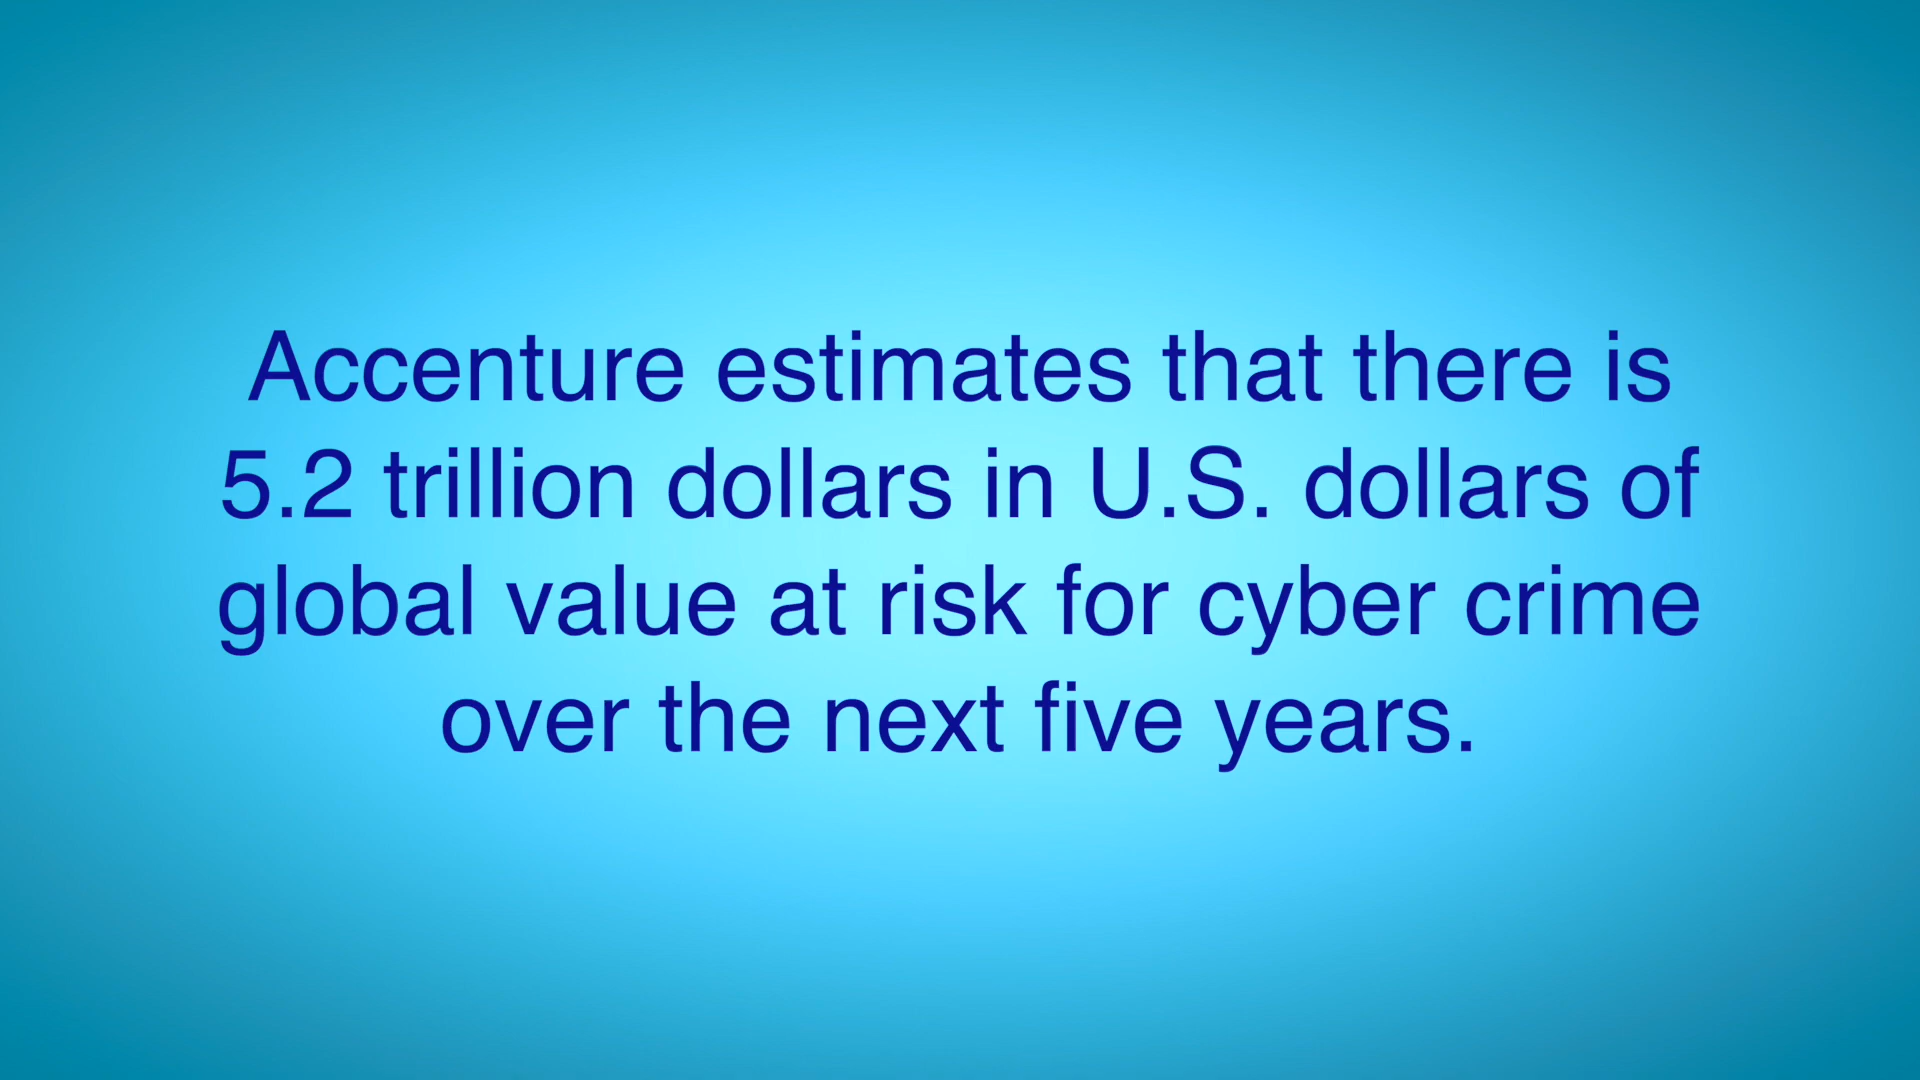 Accenture estimates that there is
5.2 trillion dollars in U.S. dollars of
global value at risk for cyber crime
over the next five years.